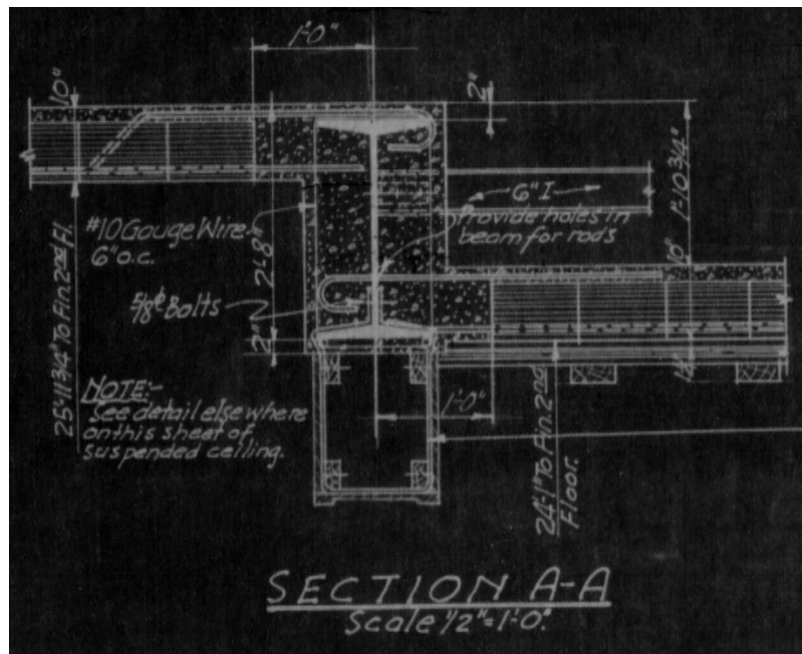 1'-0"
10"
2"
6" I
1'-10 3/4"
Provide holes in
beam for rods
#10 Gouge Wire
6" o.c.
2'-8"
10"
5/8"ϕ Bolts
2"
25'-11 3/4" To Fin. 2nd Fl.
NOTE:-
See detail elsewhere
on this sheet of
suspended ceiling.
1'-0"
24'-1" To Fin. 2nd
Floor.
SECTION A-A
Scale 1/2"=1'-0".